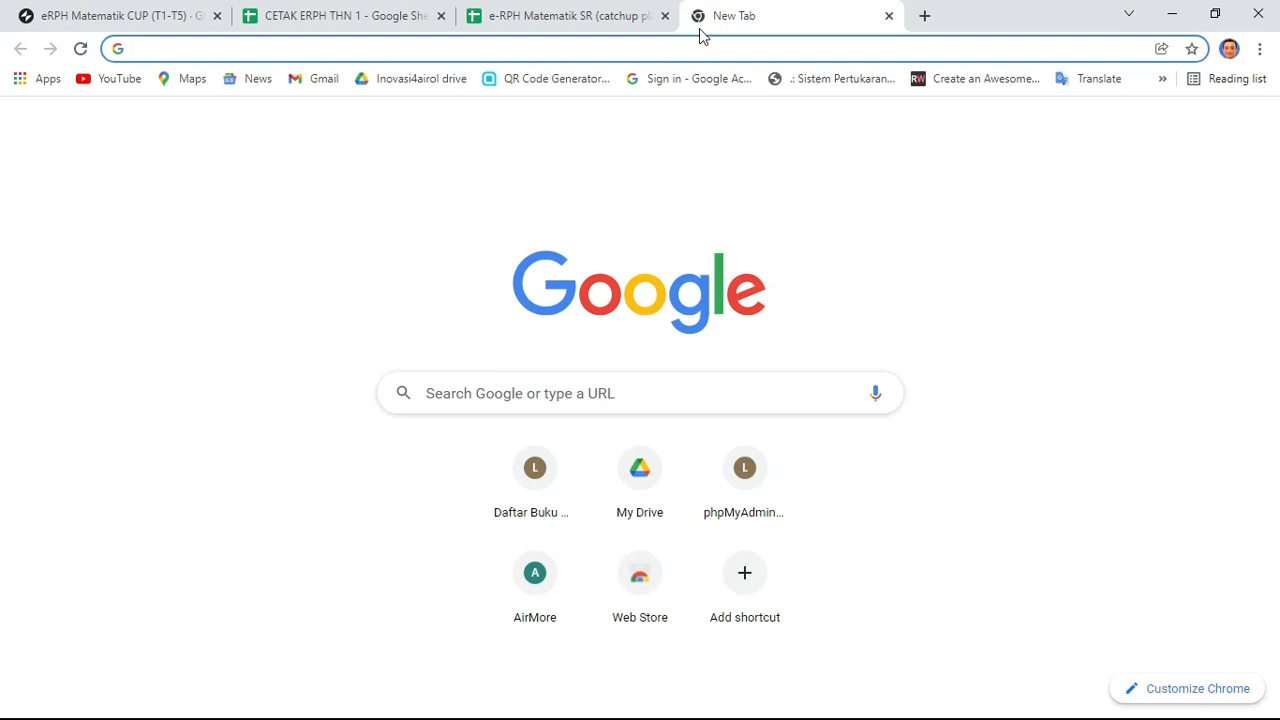 eRPH Matematik CUP (T1-T5) · G
CETAK ERPH THN 1 - Google She
e-RPH Matematik SR (catchup pl
New Tab
Apps
YouTube
Maps
News
Gmail
Inovasi4airol drive
QR Code Generator...
Sign in - Google Ac...
.: Sistem Pertukaran...
RW
Create an Awesome...
Translate
»
Reading list
Google
Search Google or type a URL
L
L
Daftar Buku ...
My Drive
phpMyAdmin...
A
AirMore
Web Store
Add shortcut
Customize Chrome